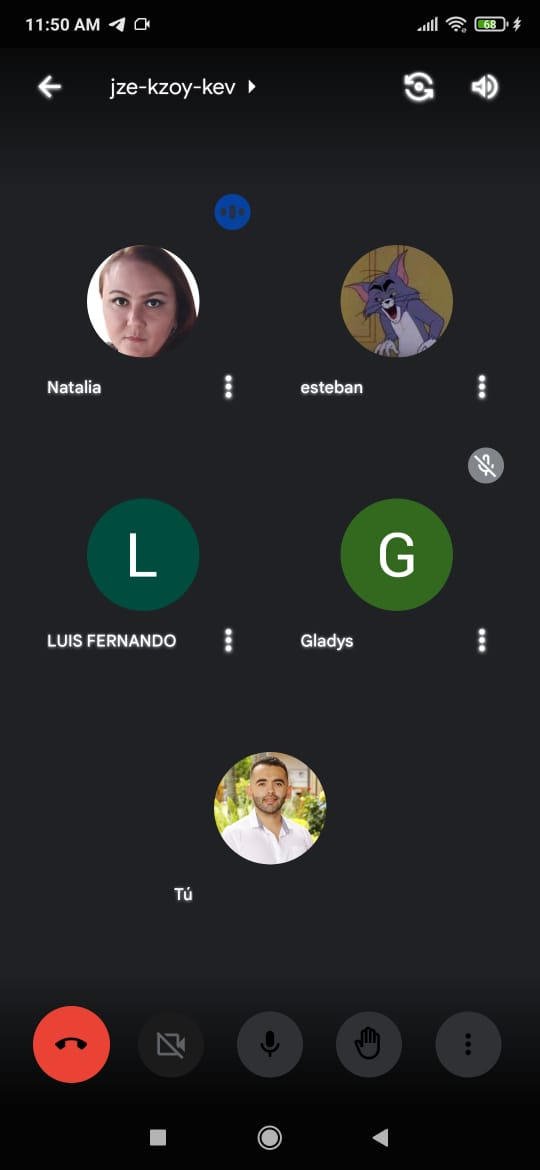 11:50 AM
68
jze-kzoy-kev
Natalia
esteban
L
G
LUIS FERNANDO
Gladys
Tú